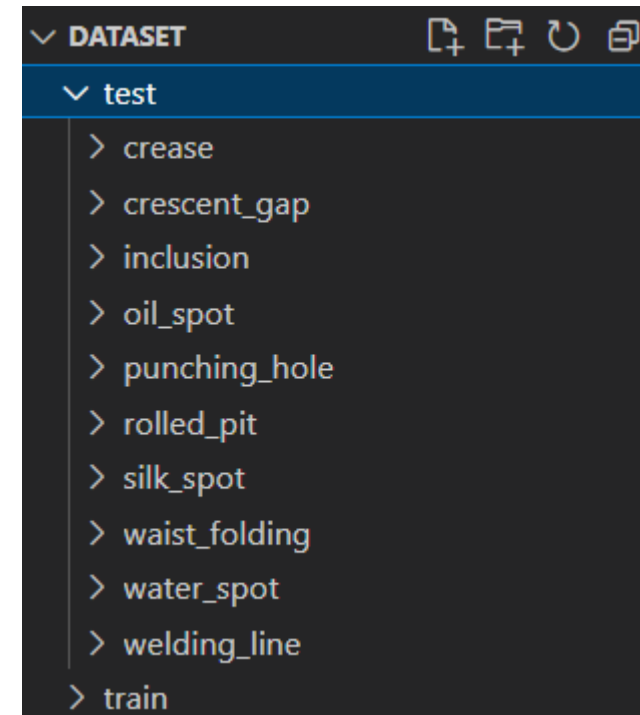 DATASET
test
crease
crescent_gap
inclusion
oil_spot
punching_hole
rolled_pit
silk_spot
waist_folding
water_spot
welding_line
train